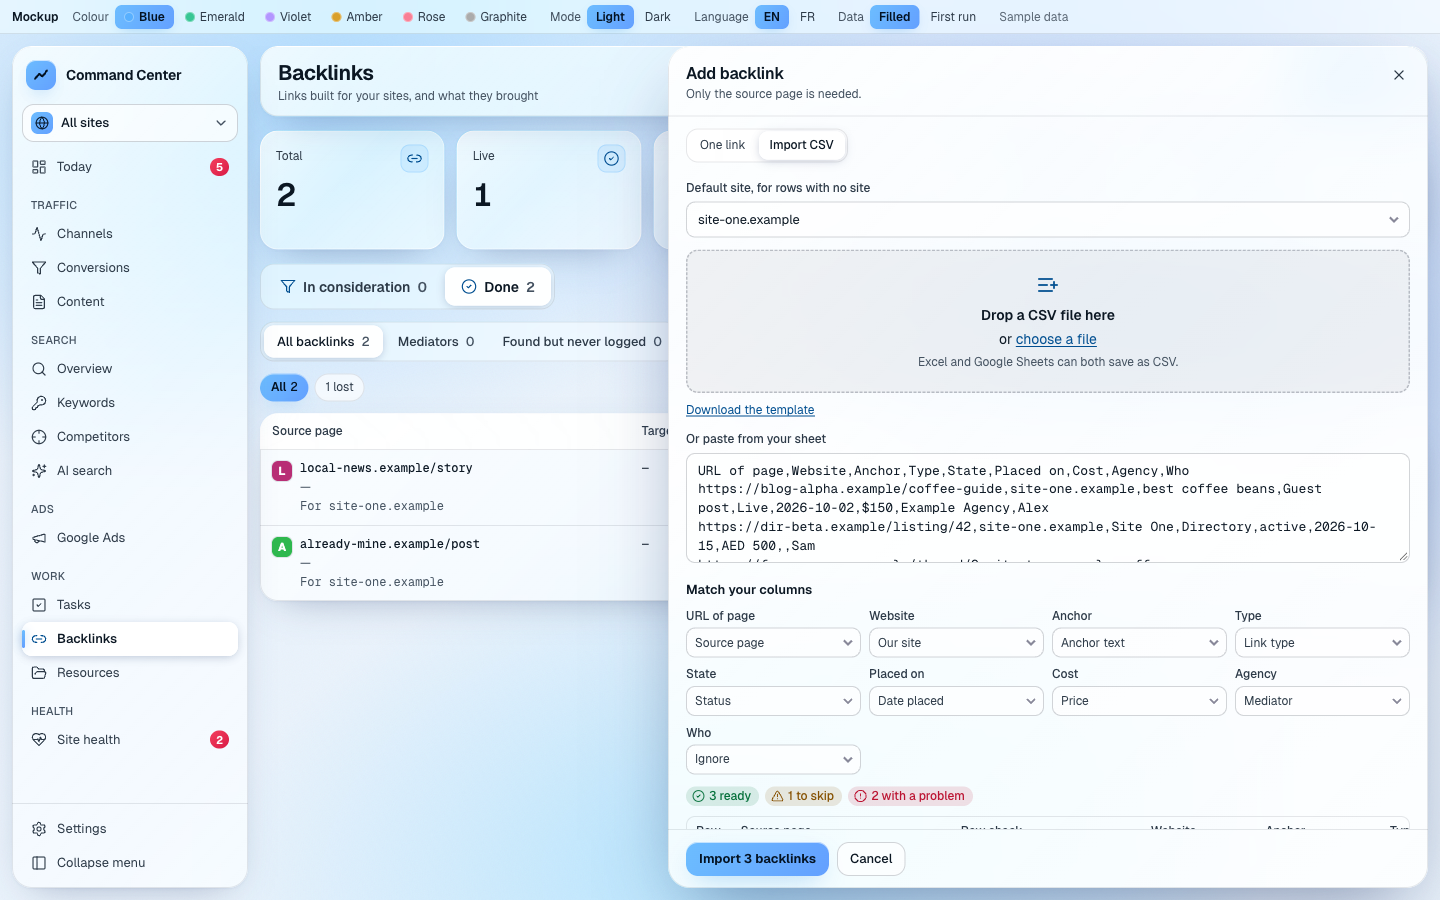 Mockup Colour Blue Emerald Violet Amber Rose Graphite Mode Light Dark Language EN FR Data Filled First run Sample data
Command Center
All sites
Today 5
TRAFFIC
Channels
Conversions
Content
SEARCH
Overview
Keywords
Competitors
AI search
ADS
Google Ads
WORK
Tasks
Backlinks
Resources
HEALTH
Site health 2
Settings
Collapse menu
Backlinks
Links built for your sites, and what they brought
Total
2
Live
1
In consideration 0 Done 2
All backlinks 2 Mediators 0 Found but never logged 0
All 2 1 lost
Source page
L local-news.example/story –
—
For site-one.example
A already-mine.example/post –
—
For site-one.example
Add backlink
Only the source page is needed.
One link Import CSV
Default site, for rows with no site
site-one.example
Drop a CSV file here
or choose a file
Excel and Google Sheets can both save as CSV.
Download the template
Or paste from your sheet
URL of page,Website,Anchor,Type,State,Placed on,Cost,Agency,Who
https://blog-alpha.example/coffee-guide,site-one.example,best coffee beans,Guest
post,Live,2026-10-02,$150,Example Agency,Alex
https://dir-beta.example/listing/42,site-one.example,Site One,Directory,active,2026-10-
15,AED 500,,Sam
Match your columns
URL of page Website Anchor Type
Source page Our site Anchor text Link type
State Placed on Cost Agency
Status Date placed Price Mediator
Who
Ignore
3 ready 1 to skip 2 with a problem
Import 3 backlinks Cancel